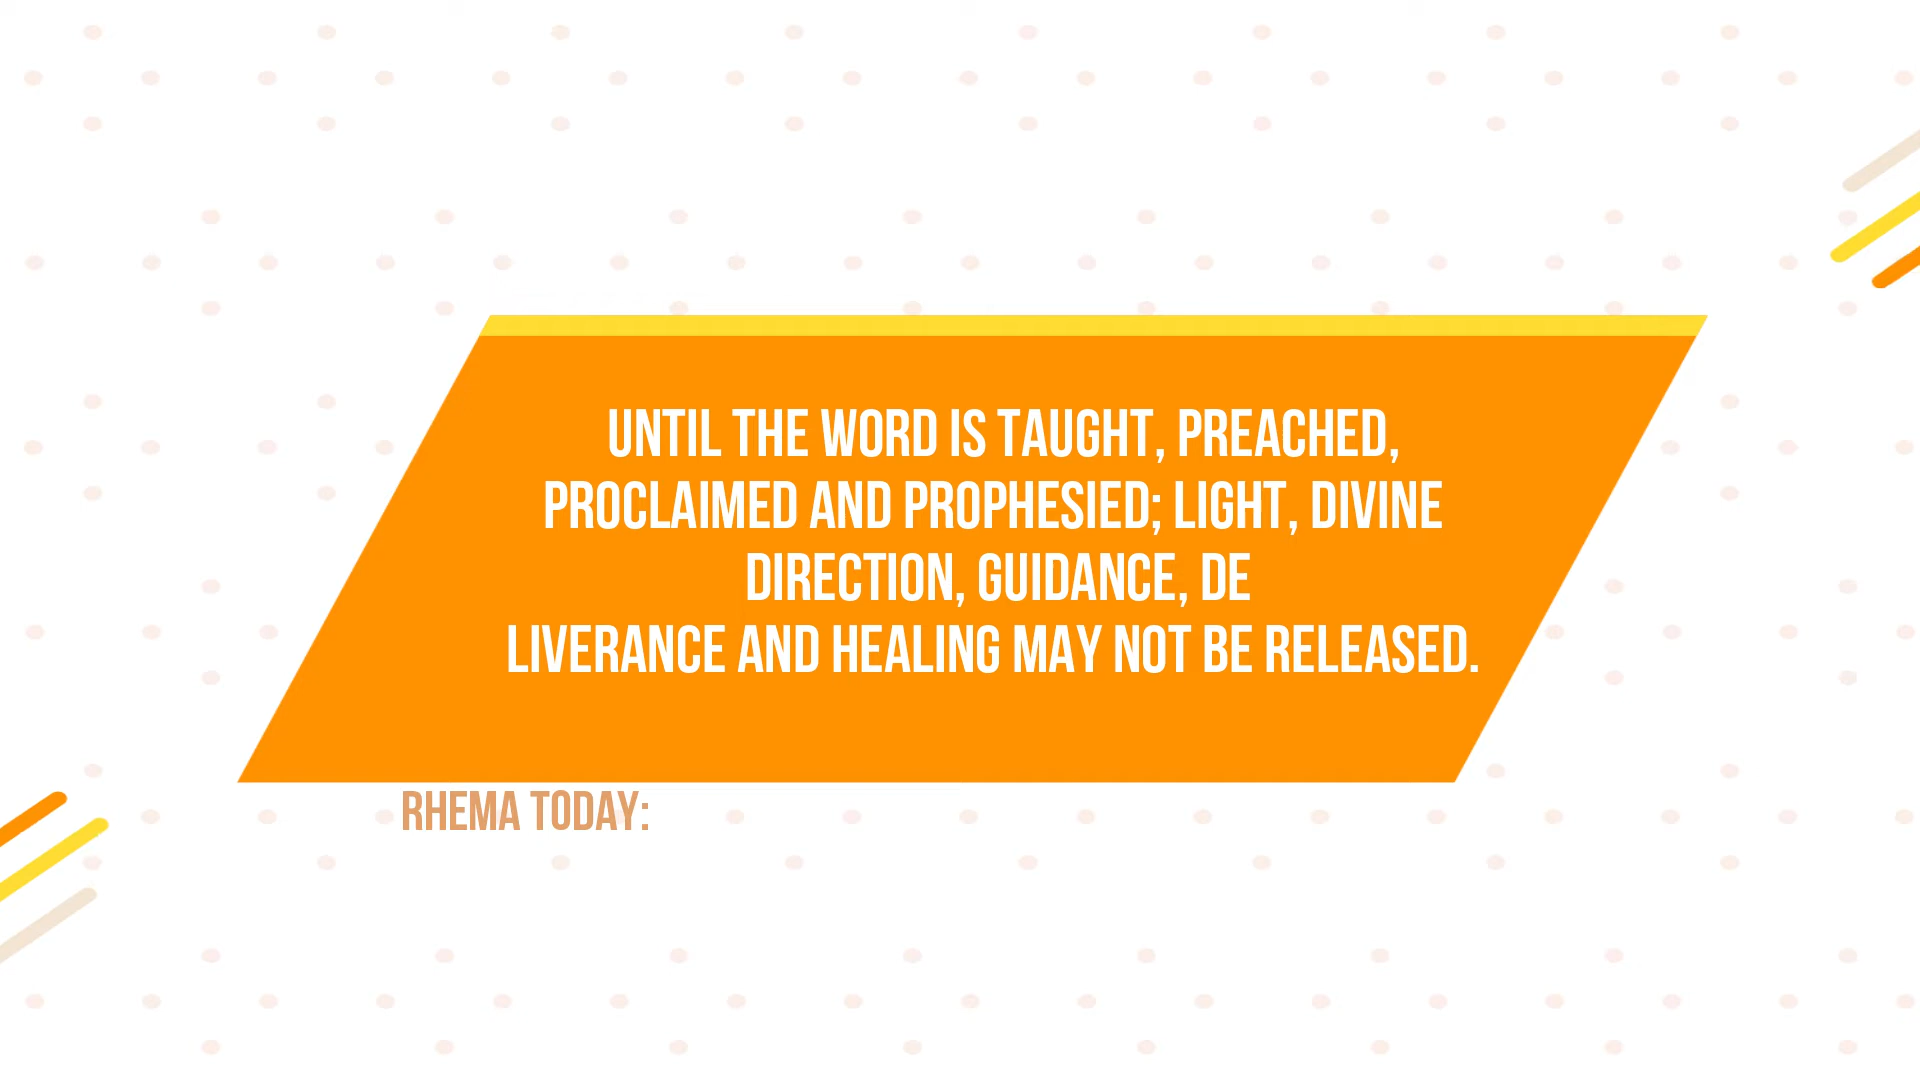 UNTIL THE WORD IS TAUGHT, PREACHED,
PROCLAIMED AND PROPHESIED; LIGHT, DIVINE
DIRECTION, GUIDANCE, DE
LIVERANCE AND HEALING MAY NOT BE RELEASED.
RHEMA TODAY: